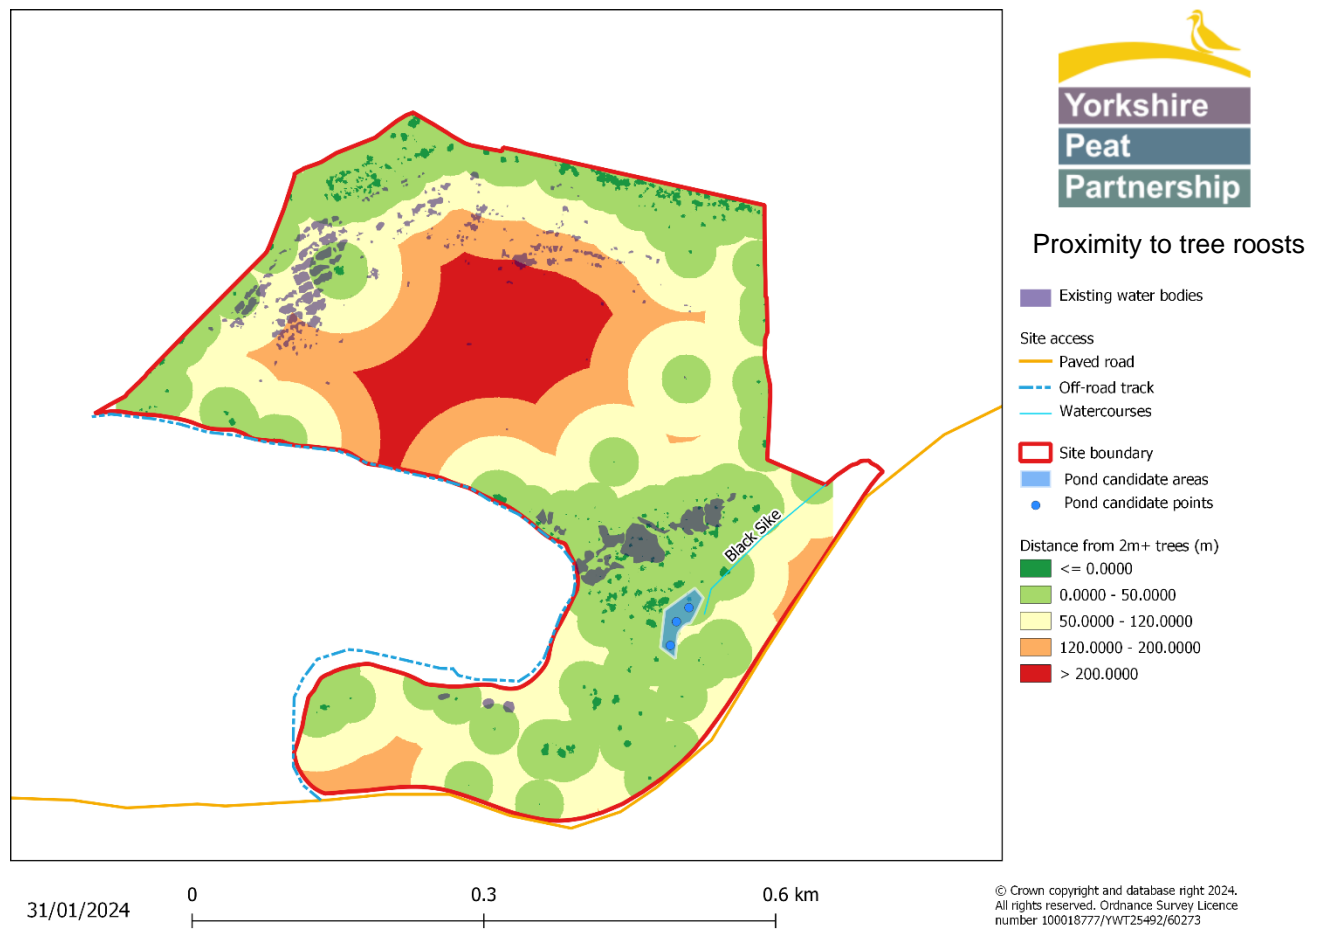 Yorkshire
Peat
Partnership
Proximity to tree roosts
Existing water bodies
Site access
Paved road
Off-road track
Watercourses
Site boundary
Pond candidate areas
Pond candidate points
Distance from 2m+ trees (m)
<= 0.0000
0.0000 - 50.0000
50.0000 - 120.0000
120.0000 - 200.0000
> 200.0000
Black Sike
31/01/2024
0 0.3 0.6 km
© Crown copyright and database right 2024.
All rights reserved. Ordnance Survey Licence
number 100018777/YWT25492/60273